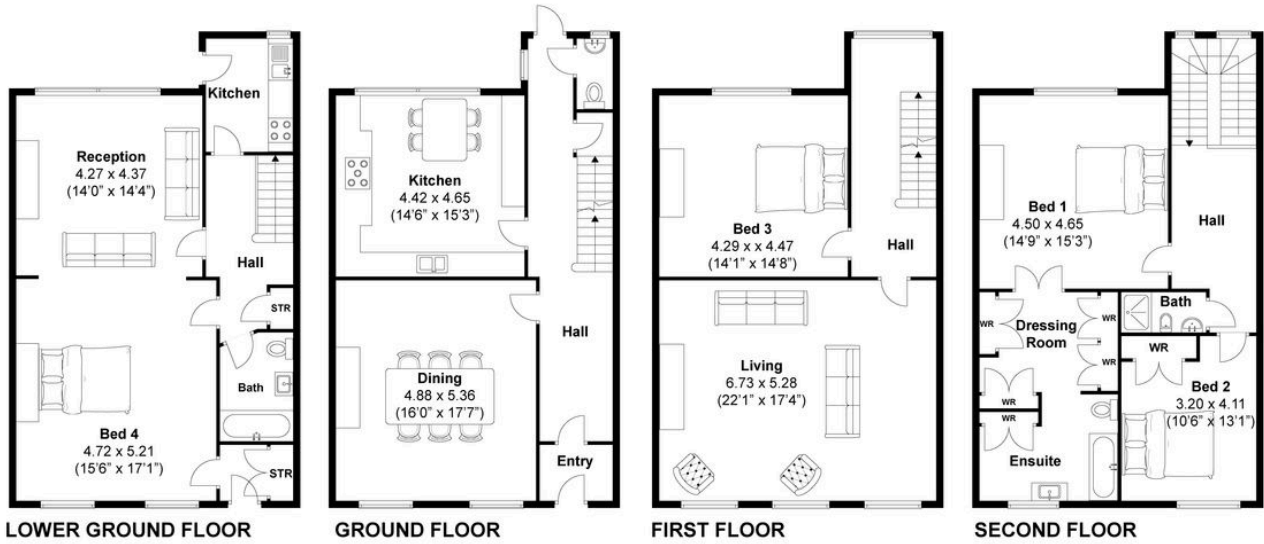 Kitchen
Reception
4.27 x 4.37
(14'0" x 14'4")
Hall
STR
Bath
Bed 4
4.72 x 5.21
(15'6" x 17'1")
STR
LOWER GROUND FLOOR
Kitchen
4.42 x 4.65
(14'6" x 15'3")
Hall
Dining
4.88 x 5.36
(16'0" x 17'7")
Entry
GROUND FLOOR
Bed 3
4.29 x x 4.47
(14'1" x 14'8")
Hall
Living
6.73 x 5.28
(22'1" x 17'4")
FIRST FLOOR
Bed 1
4.50 x 4.65
(14'9" x 15'3")
Hall
Bath
WR
Dressing
Room
WR
WR
WR
WR
Bed 2
3.20 x 4.11
(10'6" x 13'1")
WR
Ensuite
SECOND FLOOR